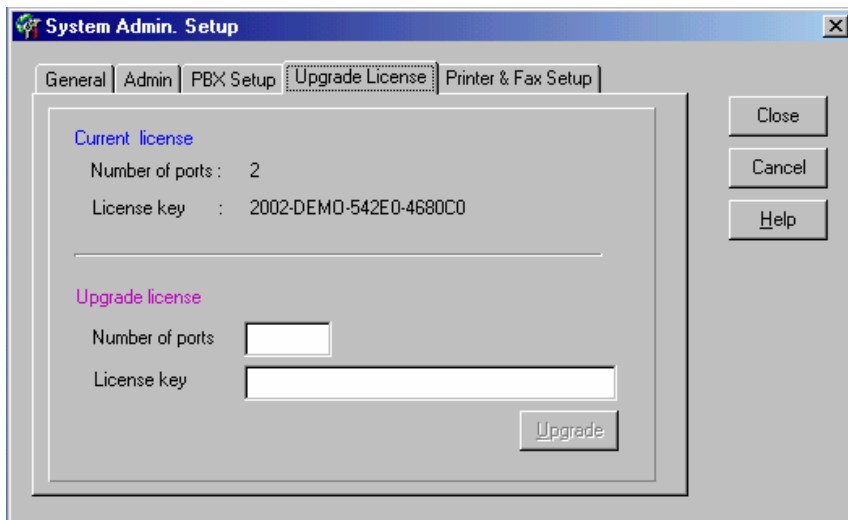 System Admin. Setup
General Admin PBX Setup Upgrade License Printer & Fax Setup
Current license
Number of ports : 2
License key : 2002-DEMO-542E0-4680C0
Upgrade license
Number of ports
License key
Upgrade
Close
Cancel
Help